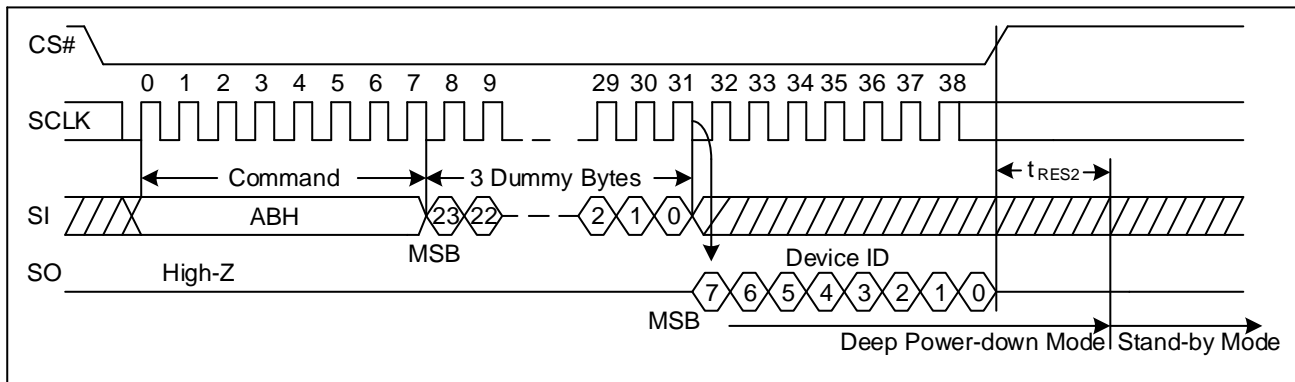 CS#
0 1 2 3 4 5 6 7 8 9 29 30 31 32 33 34 35 36 37 38
SCLK
Command 3 Dummy Bytes tRES2
SI ABH 23 22 2 1 0
MSB
SO High-Z Device ID
7 6 5 4 3 2 1 0
MSB
Deep Power-down Mode Stand-by Mode